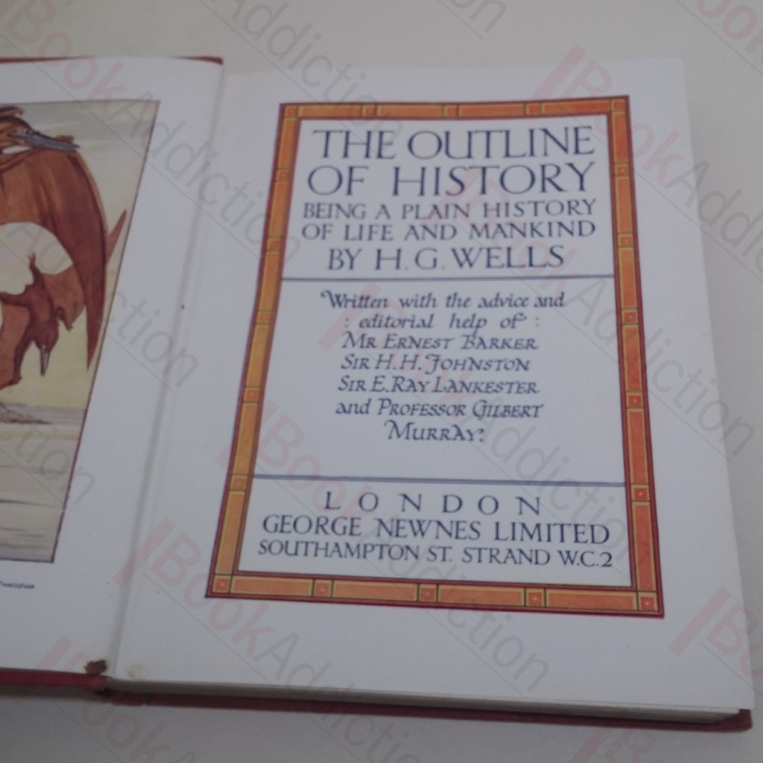 THE OUTLINE
OF HISTORY
BEING A PLAIN HISTORY
OF LIFE AND MANKIND
BY H. G. WELLS
Written with the advice and
: editorial help of :
MR ERNEST BARKER
SIR H. H. JOHNSTON
SIR E. RAY LANKESTER
and PROFESSOR GILBERT
MURRAY
LONDON
GEORGE NEWNES LIMITED
SOUTHAMPTON ST. STRAND W.C.2
BookAddiction